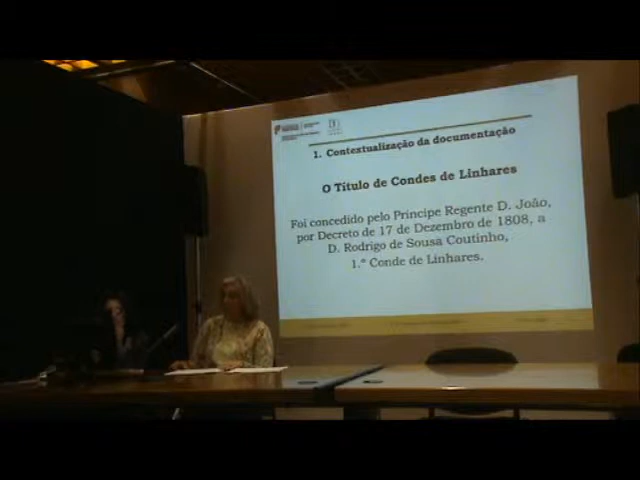 1. Contextualização da documentação
O Título de Condes de Linhares
Foi concedido pelo Príncipe Regente D. João,
por Decreto de 17 de Dezembro de 1808, a
D. Rodrigo de Sousa Coutinho,
1.º Conde de Linhares.